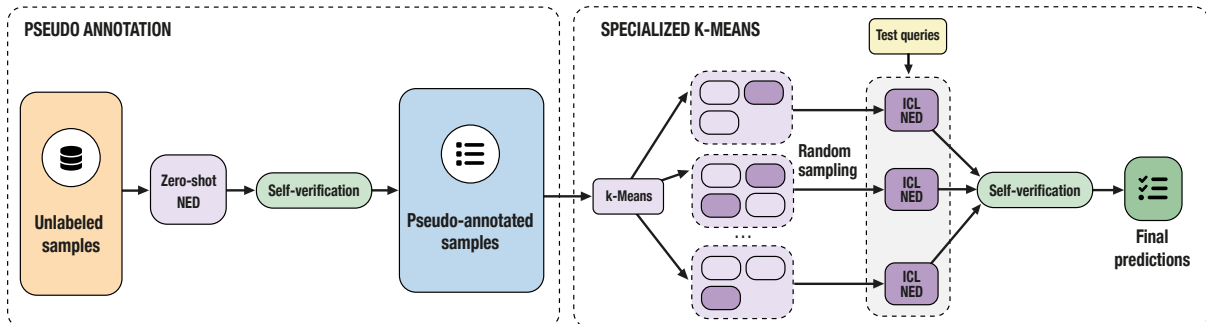 PSEUDO ANNOTATION
Unlabeled
samples
Zero-shot
NED
Self-verification
Pseudo-annotated
samples
SPECIALIZED K-MEANS
Test queries
k-Means
...
Random
sampling
ICL
NED
ICL
NED
ICL
NED
Self-verification
Final
predictions